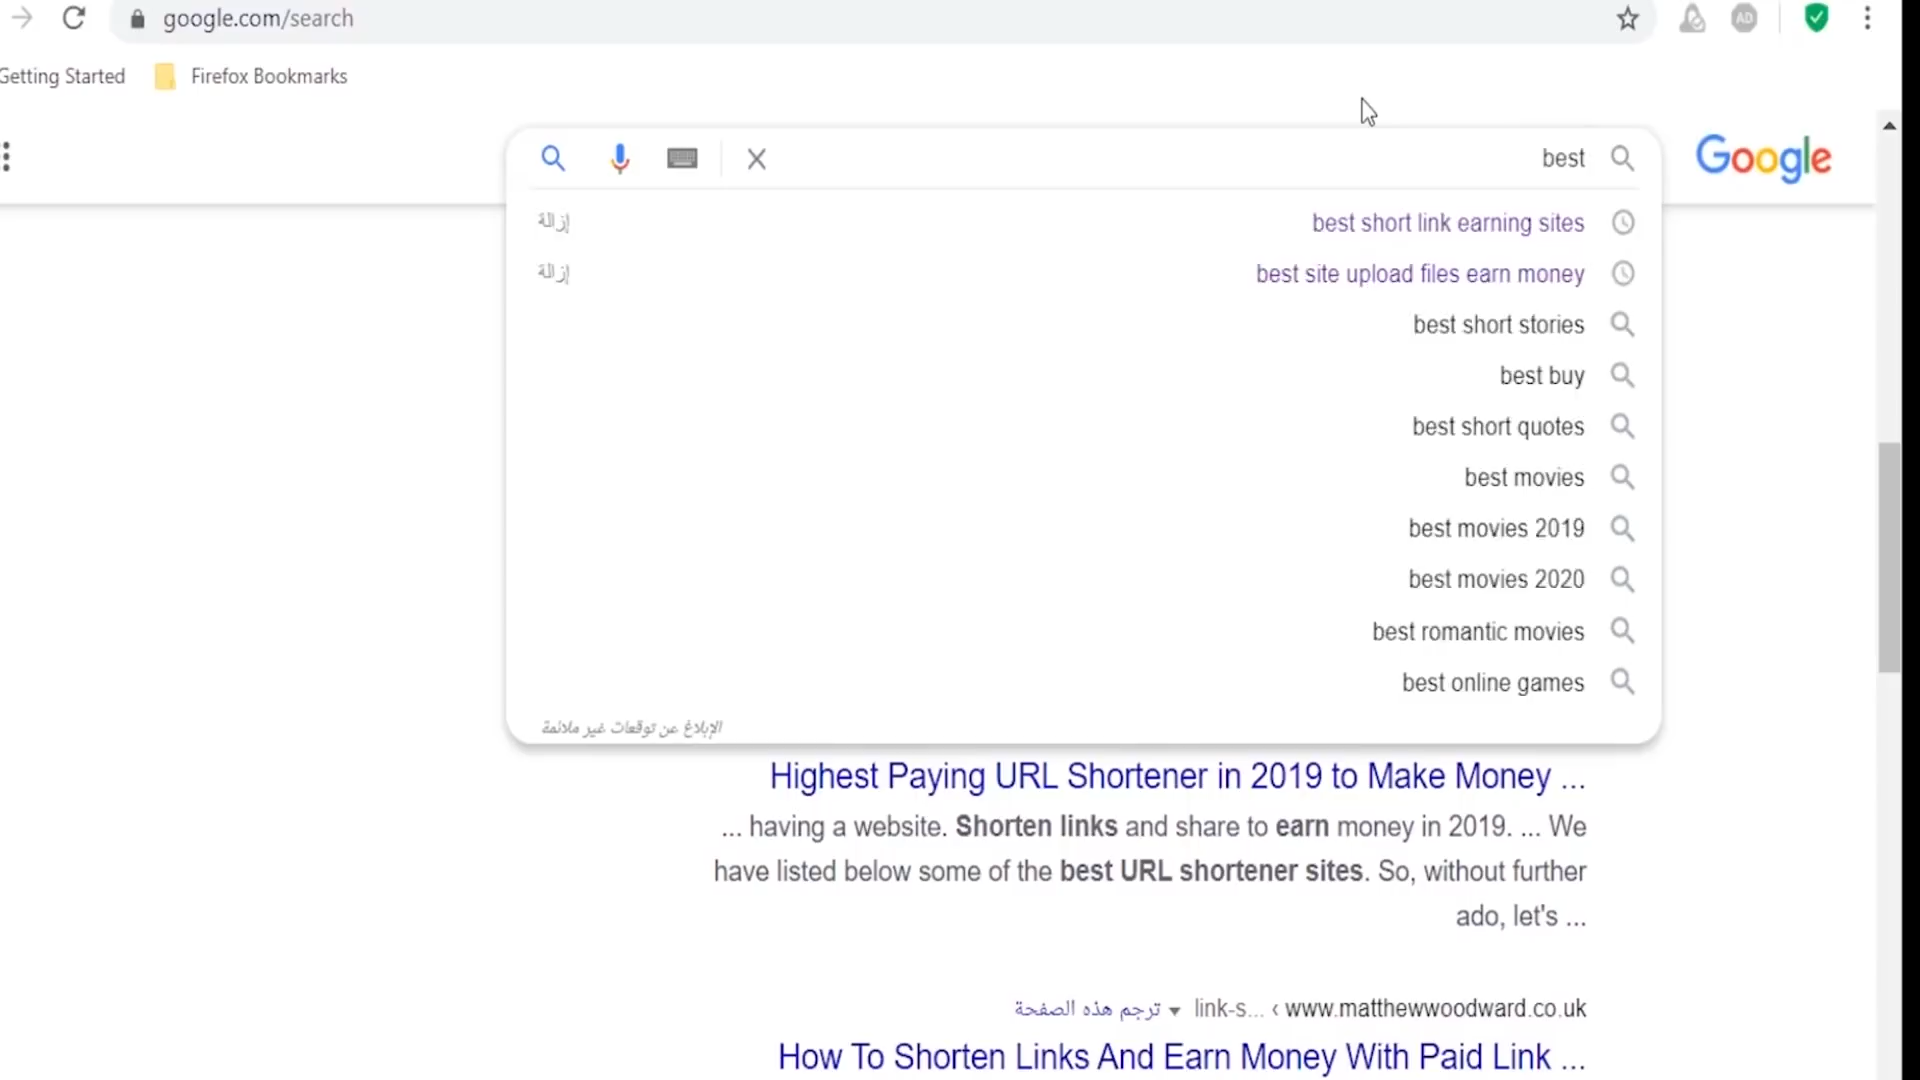 google.com/search
Getting Started
Firefox Bookmarks
best
Google
best short link earning sites
إزالة
best site upload files earn money
إزالة
best short stories
best buy
best short quotes
best movies
best movies 2019
best movies 2020
best romantic movies
best online games
الإبلاغ عن توقعات غير ملائمة
Highest Paying URL Shortener in 2019 to Make Money ...
... having a website. Shorten links and share to earn money in 2019. ... We
have listed below some of the best URL shortener sites. So, without further
ado, let's ...
www.matthewwoodward.co.uk › link-s... ترجم هذه الصفحة
How To Shorten Links And Earn Money With Paid Link ...